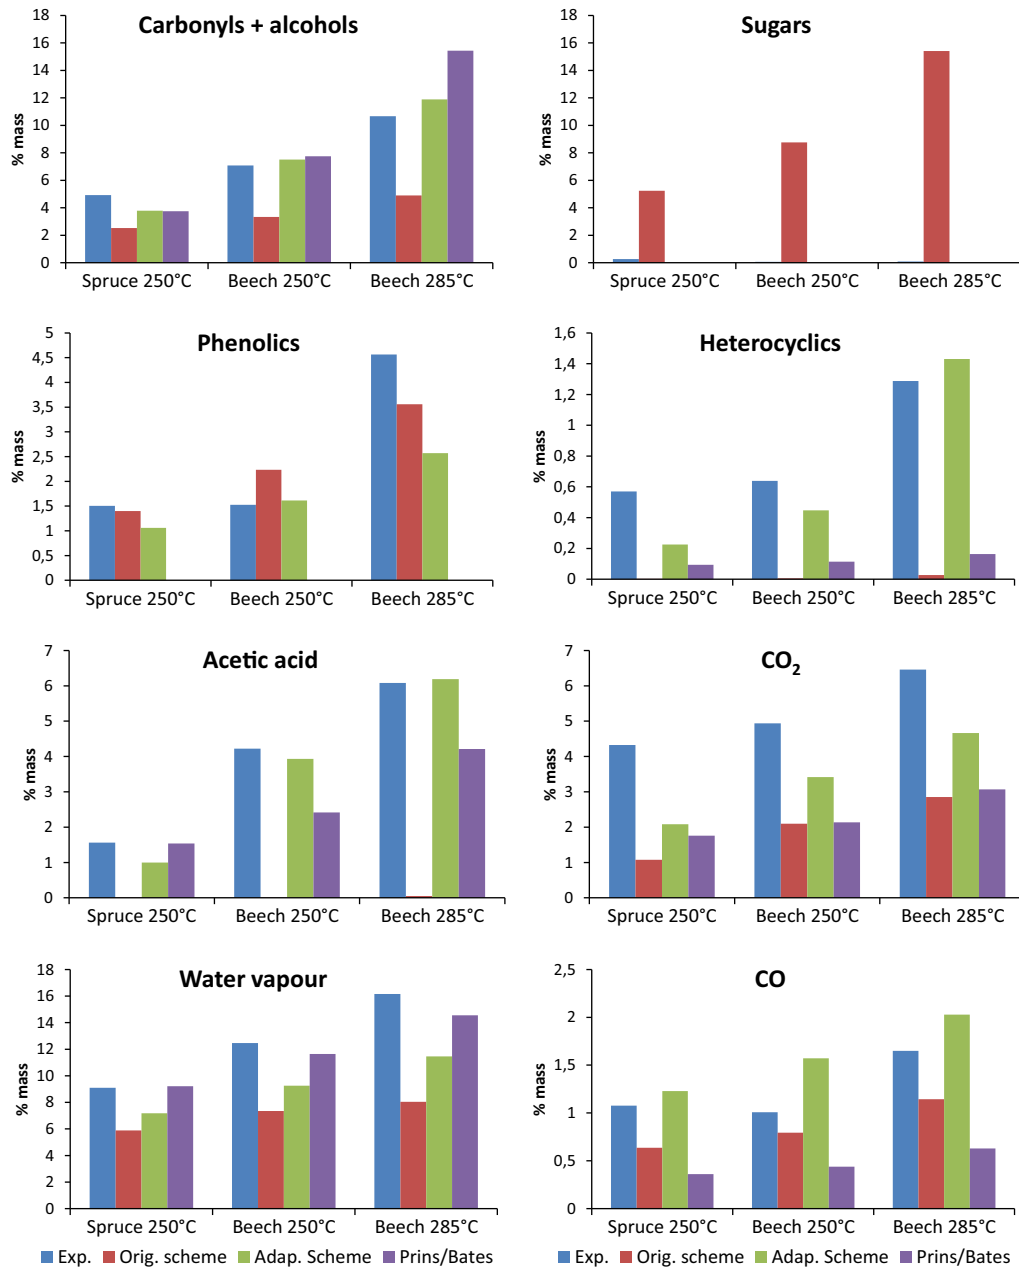 Carbonyls + alcohols
% mass
18
16
14
12
10
8
6
4
2
0
Spruce 250°C Beech 250°C Beech 285°C
Sugars
% mass
18
16
14
12
10
8
6
4
2
0
Spruce 250°C Beech 250°C Beech 285°C
Phenolics
% mass
5
4,5
4
3,5
3
2,5
2
1,5
1
0,5
0
Spruce 250°C Beech 250°C Beech 285°C
Heterocyclics
% mass
1,6
1,4
1,2
1
0,8
0,6
0,4
0,2
0
Spruce 250°C Beech 250°C Beech 285°C
Acetic acid
% mass
7
6
5
4
3
2
1
0
Spruce 250°C Beech 250°C Beech 285°C
CO₂
% mass
7
6
5
4
3
2
1
0
Spruce 250°C Beech 250°C Beech 285°C
Water vapour
% mass
18
16
14
12
10
8
6
4
2
0
Spruce 250°C Beech 250°C Beech 285°C
Exp. Orig. scheme Adap. Scheme Prins/Bates
CO
% mass
2,5
2
1,5
1
0,5
0
Spruce 250°C Beech 250°C Beech 285°C
Exp. Orig. scheme Adap. Scheme Prins/Bates